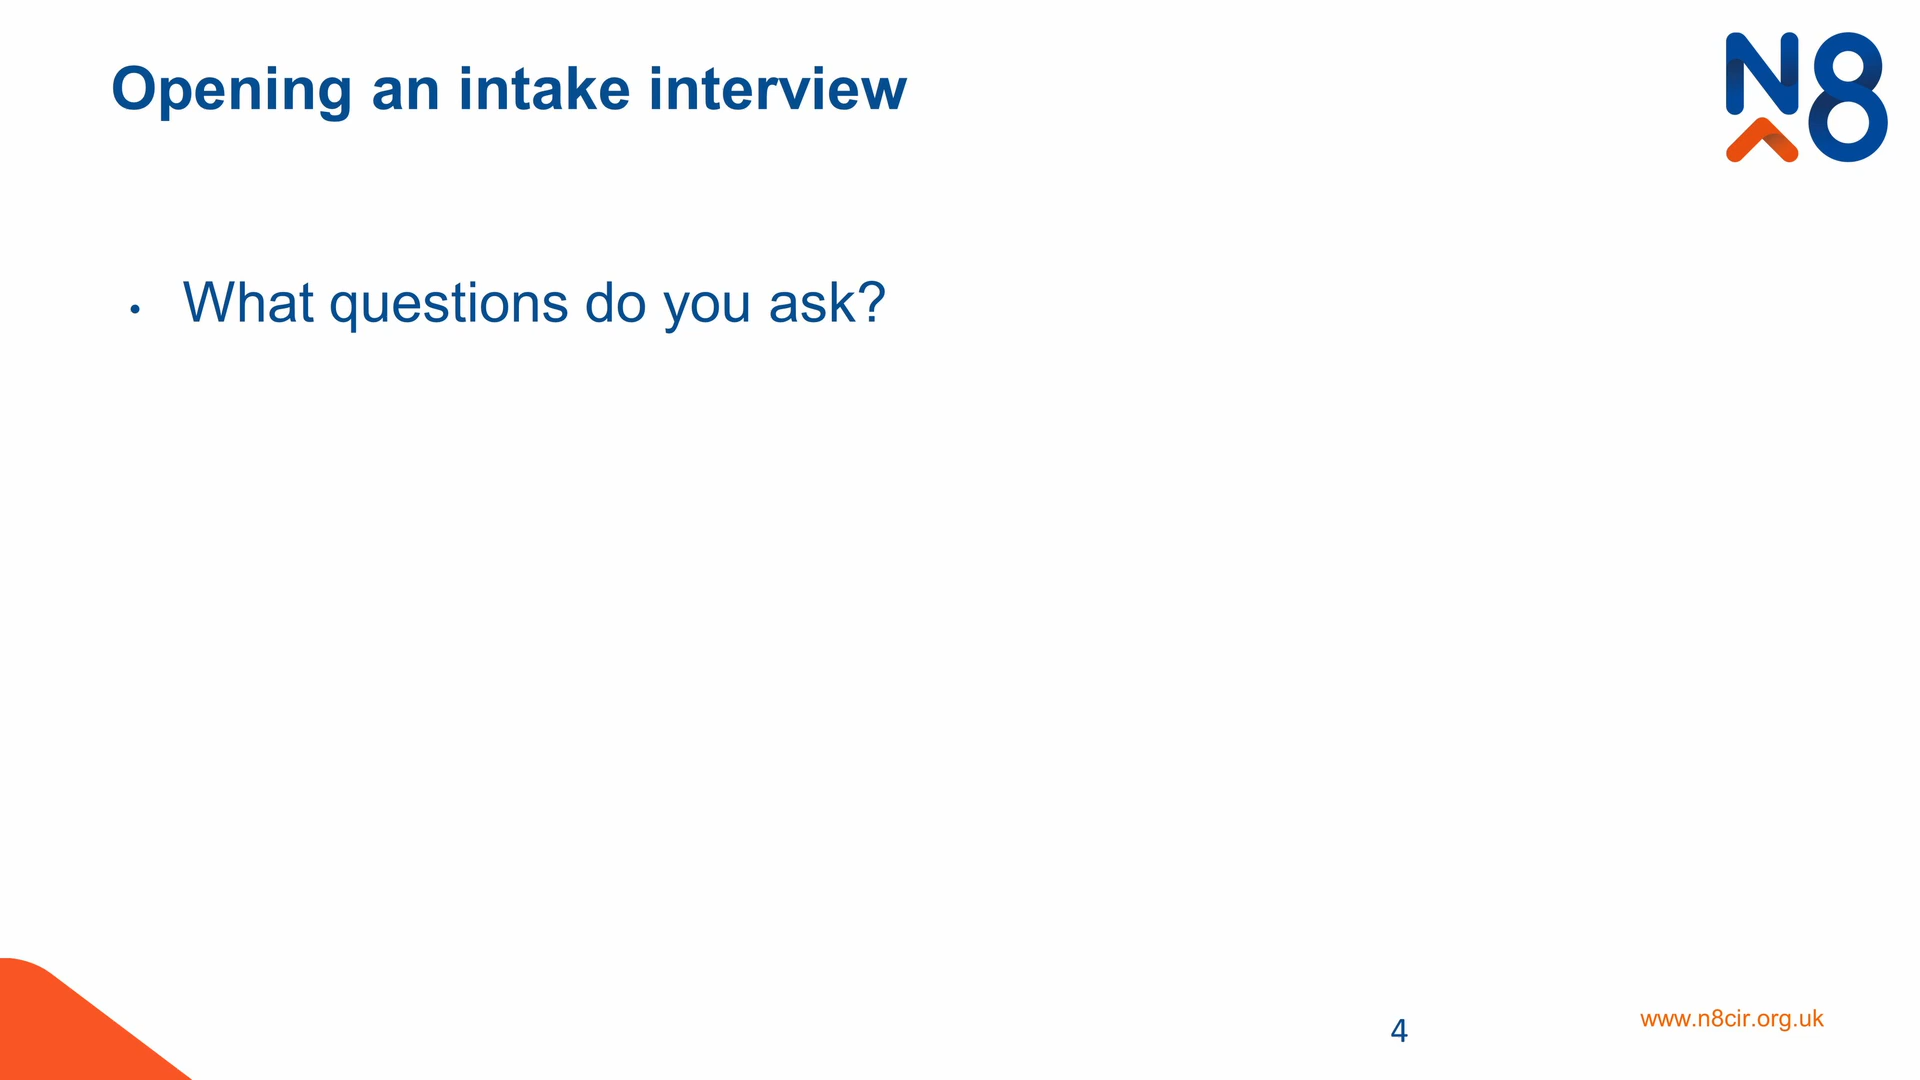 Opening an intake interview
N8
• What questions do you ask?
4
www.n8cir.org.uk